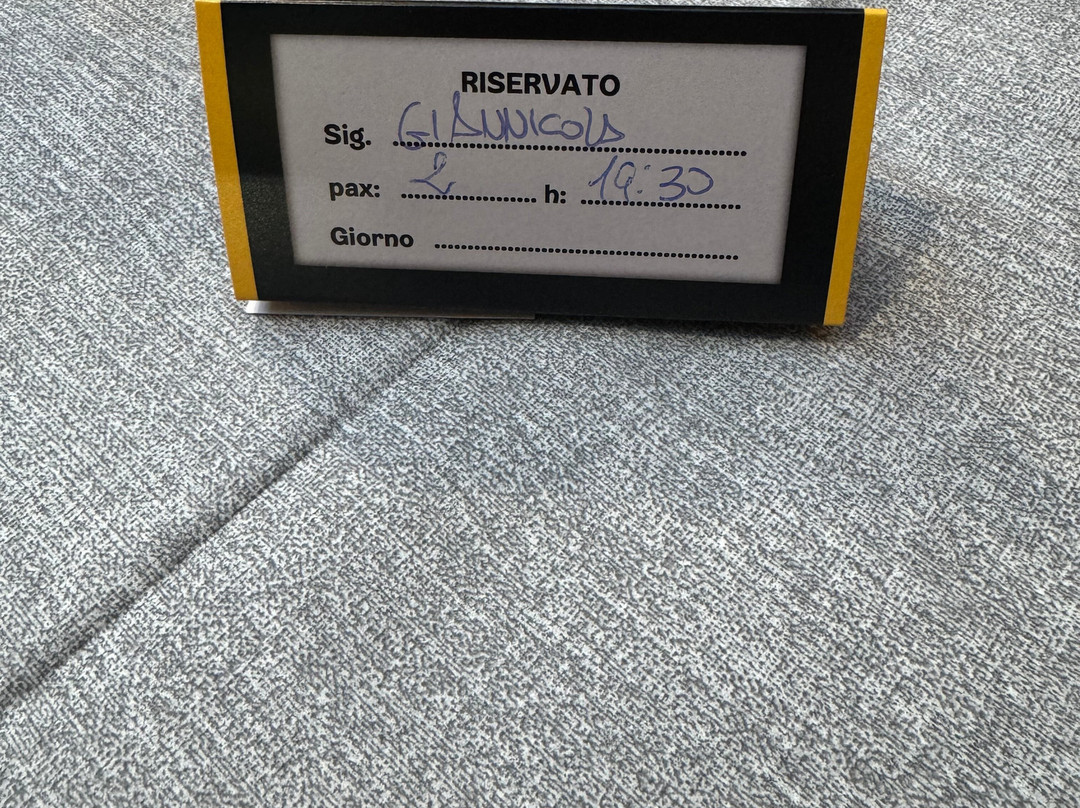 RISERVATO
Sig. GIANNICOLA
pax: 2 h: 19:30
Giorno